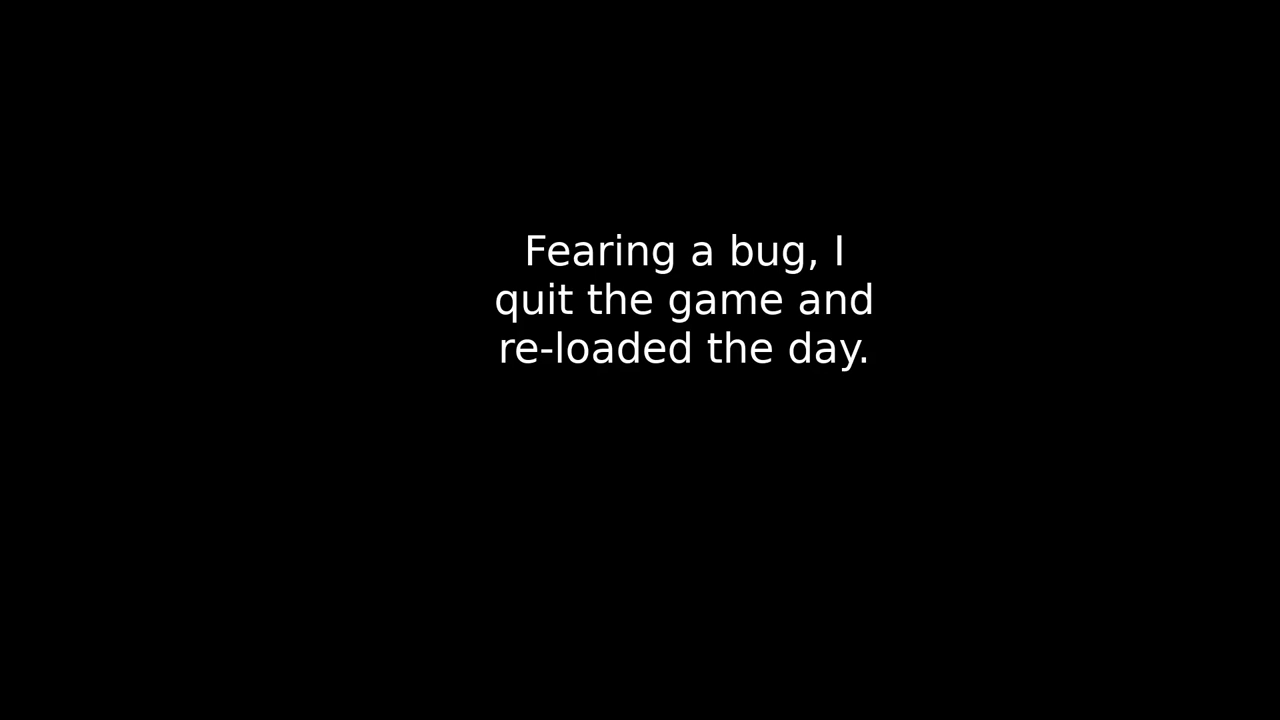 Fearing a bug, I
quit the game and
re-loaded the day.